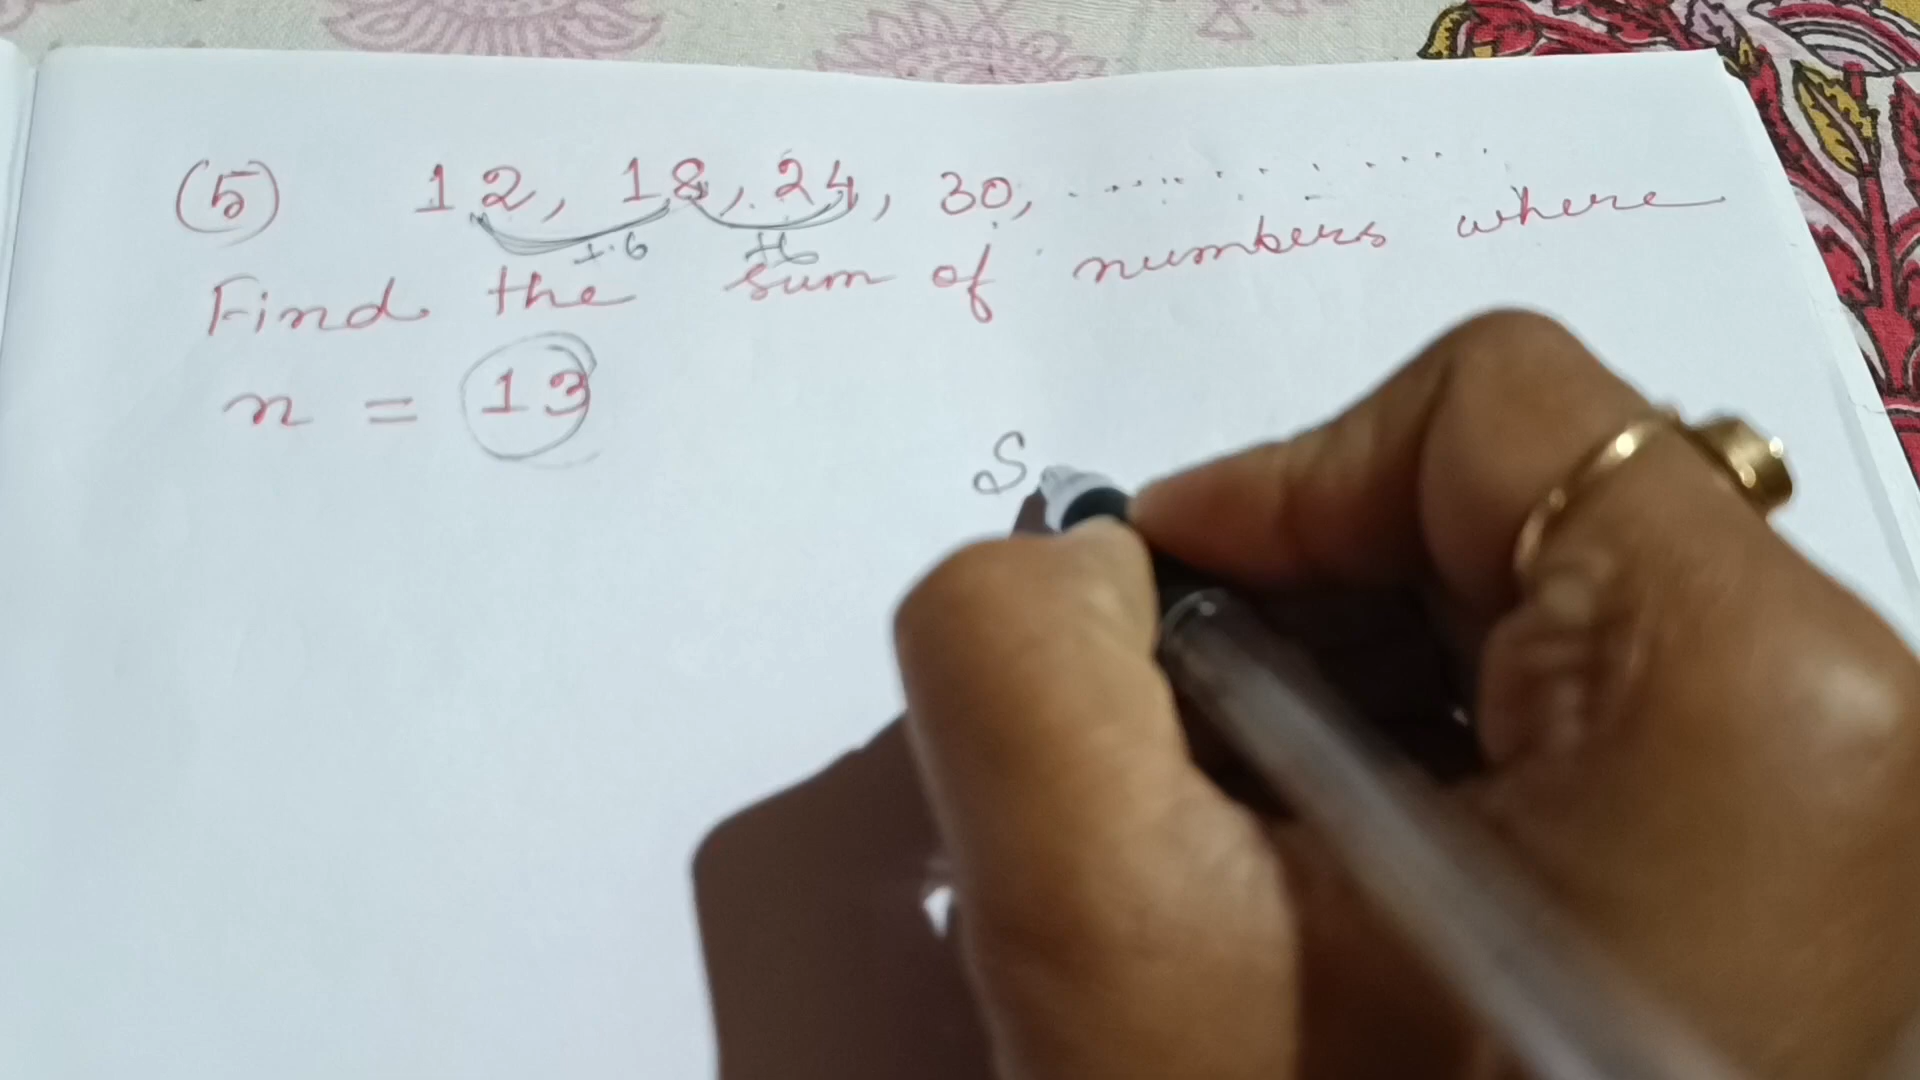 (5) 12, 18, 24, 30, ..............
+6 +6
Find the sum of numbers where
n = 13
S